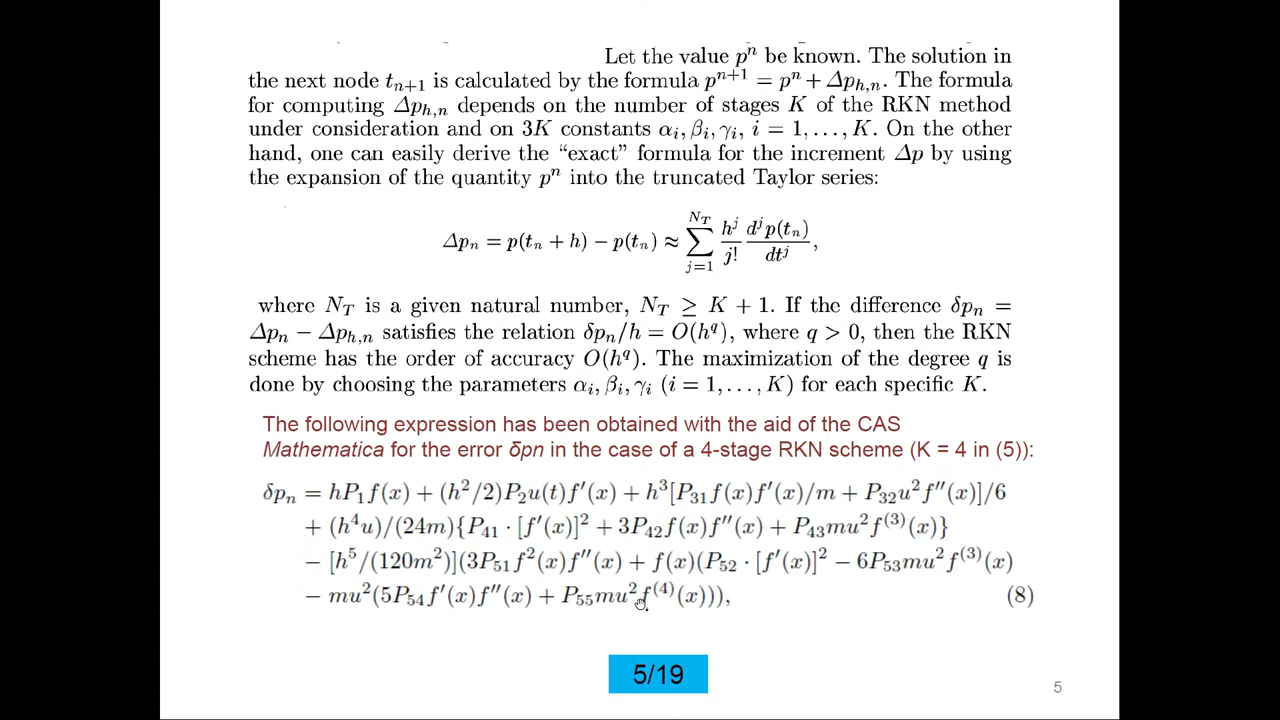 Let the value pⁿ be known. The solution in
the next node tₙ₊₁ is calculated by the formula pⁿ⁺¹ = pⁿ + Δp_{h,n}. The formula
for computing Δp_{h,n} depends on the number of stages K of the RKN method
under consideration and on 3K constants αᵢ, βᵢ, γᵢ, i = 1, . . . , K. On the other
hand, one can easily derive the “exact” formula for the increment Δp by using
the expansion of the quantity pⁿ into the truncated Taylor series:
Δpₙ = p(tₙ + h) − p(tₙ) ≈ \sum_{j=1}^{N_T} \frac{h^j}{j!} \frac{d^j p(t_n)}{dt^j},
where N_T is a given natural number, N_T ≥ K + 1. If the difference δpₙ =
Δpₙ − Δp_{h,n} satisfies the relation δpₙ/h = O(h^q), where q > 0, then the RKN
scheme has the order of accuracy O(h^q). The maximization of the degree q is
done by choosing the parameters αᵢ, βᵢ, γᵢ (i = 1, . . . , K) for each specific K.
The following expression has been obtained with the aid of the CAS
Mathematica for the error δpn in the case of a 4-stage RKN scheme (K = 4 in (5)):
δpₙ = hP₁f(x) + (h²/2)P₂u(t)f′(x) + h³[P₃₁f(x)f′(x)/m + P₃₂u²f″(x)]/6
+ (h⁴u)/(24m){P₄₁ · [f′(x)]² + 3P₄₂f(x)f″(x) + P₄₃mu²f⁽³⁾(x)}
− [h⁵/(120m²)](3P₅₁f²(x)f″(x) + f(x)(P₅₂ · [f′(x)]² − 6P₅₃mu²f⁽³⁾(x)
− mu²(5P₅₄f′(x)f″(x) + P₅₅mu²f⁽⁴⁾(x))), (8)
5/19
5